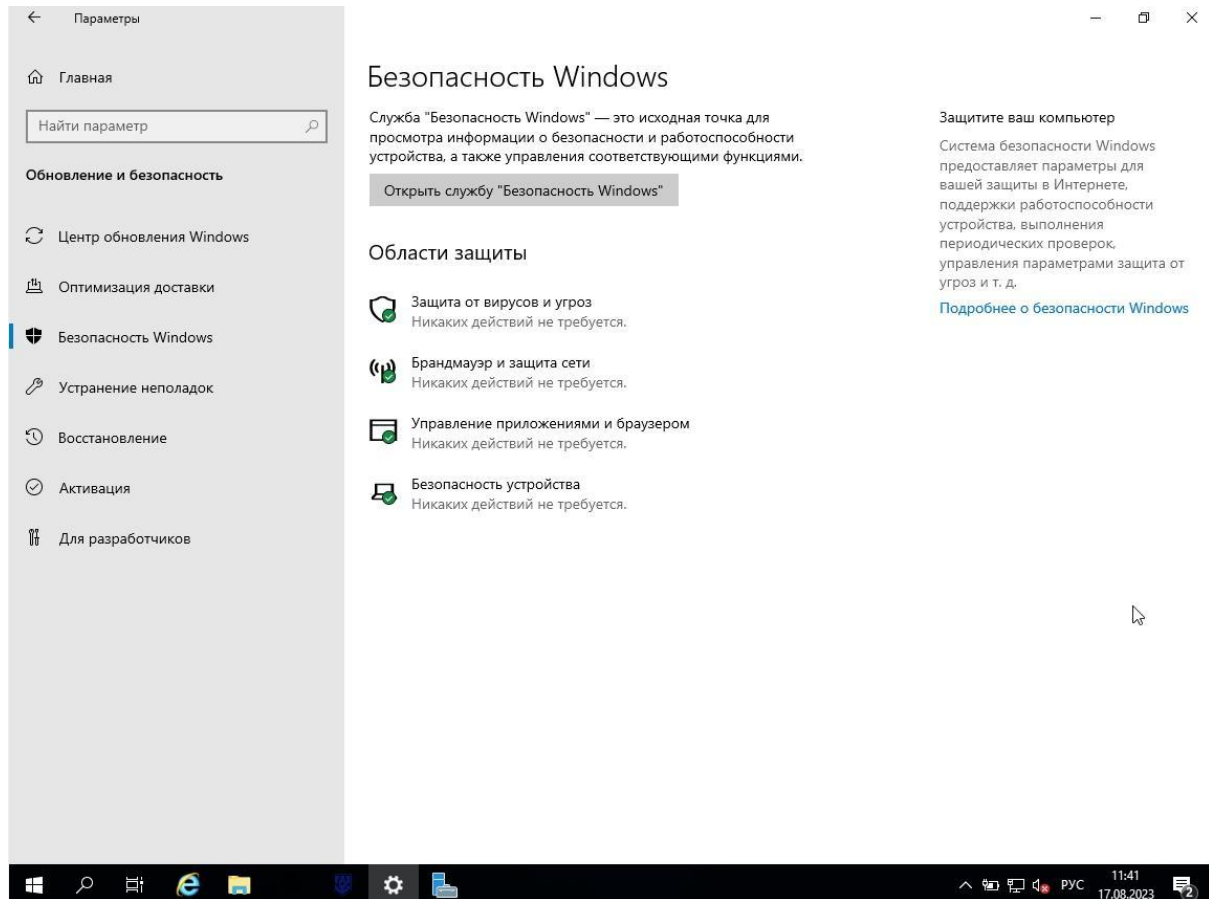 Параметры
Главная
Найти параметр
Обновление и безопасность
Центр обновления Windows
Оптимизация доставки
Безопасность Windows
Устранение неполадок
Восстановление
Активация
Для разработчиков
Безопасность Windows
Служба "Безопасность Windows" — это исходная точка для
просмотра информации о безопасности и работоспособности
устройства, а также управления соответствующими функциями.
Открыть службу "Безопасность Windows"
Области защиты
Защита от вирусов и угроз
Никаких действий не требуется.
Брандмауэр и защита сети
Никаких действий не требуется.
Управление приложениями и браузером
Никаких действий не требуется.
Безопасность устройства
Никаких действий не требуется.
Защитите ваш компьютер
Система безопасности Windows
предоставляет параметры для
вашей защиты в Интернете,
поддержки работоспособности
устройства, выполнения
периодических проверок,
управления параметрами защита от
угроз и т. д.
Подробнее о безопасности Windows
РУС
11:41
17.08.2023
2